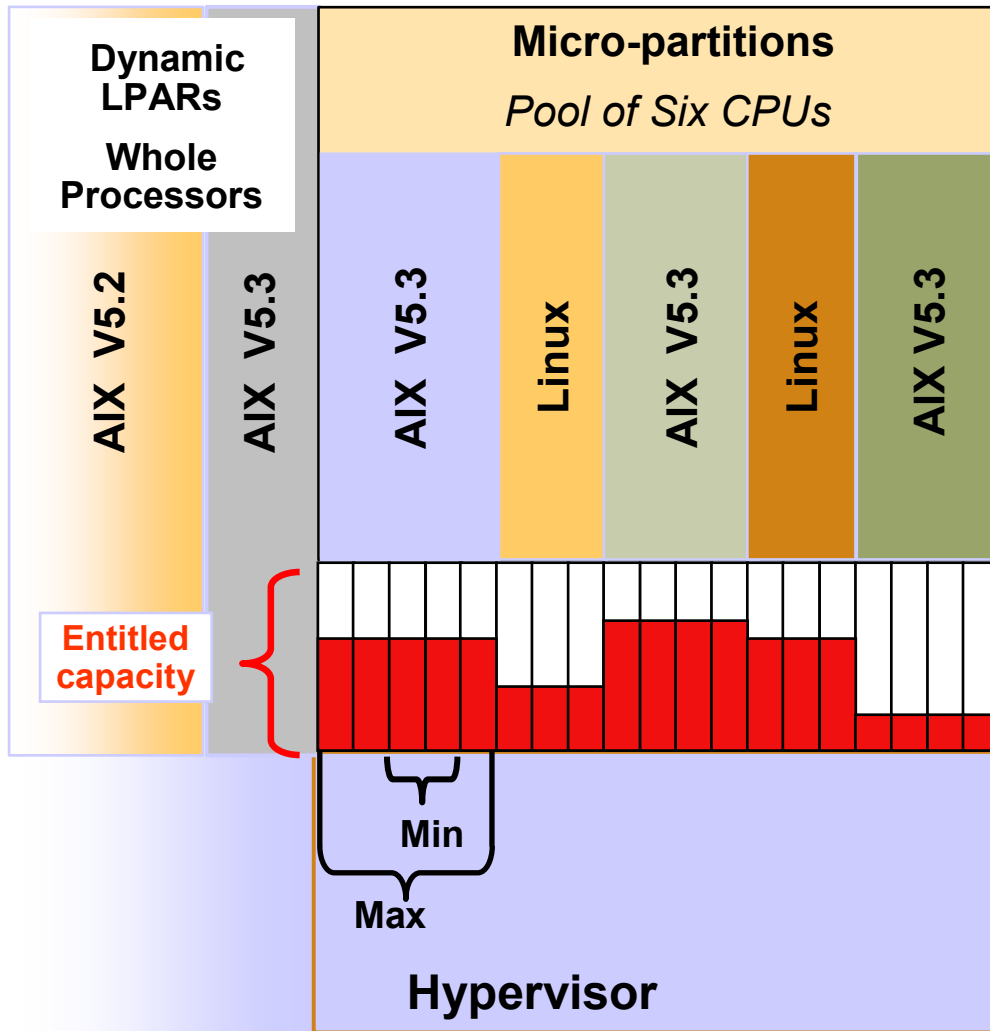 Dynamic
LPARs
Whole
Processors
Micro-partitions
Pool of Six CPUs
AIX V5.2
AIX V5.3
AIX V5.3
Linux
AIX V5.3
Linux
AIX V5.3
Entitled
capacity
Min
Max
Hypervisor